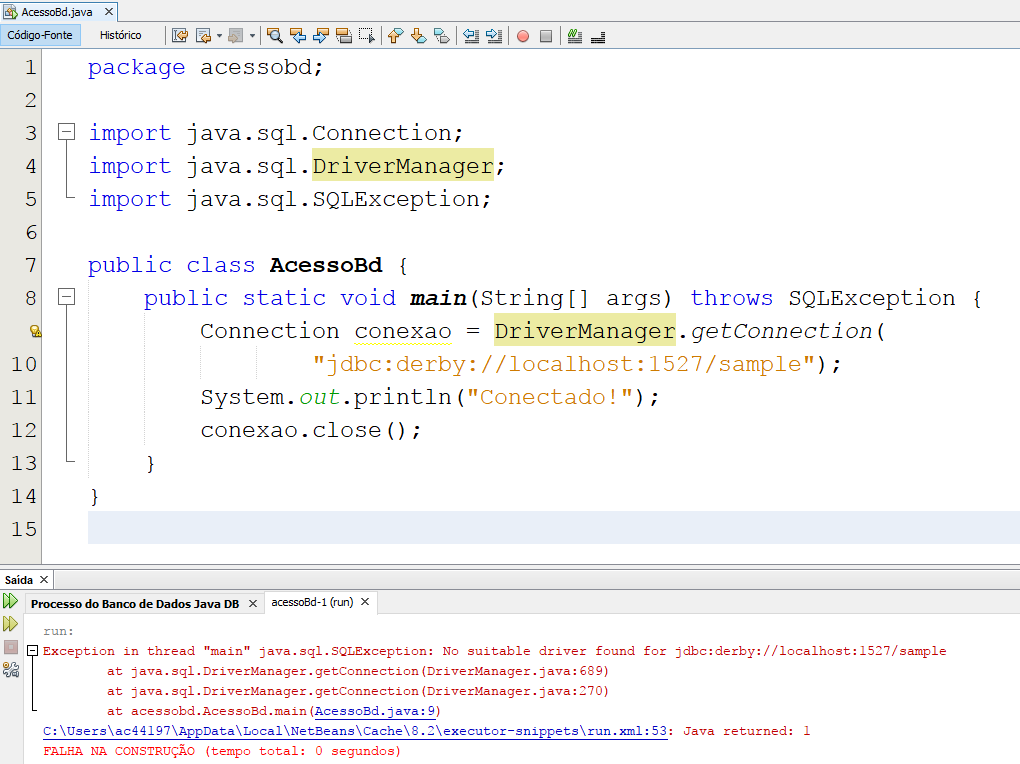 AcessoBd.java
Código-Fonte Histórico
1 package acessobd;
2
3 import java.sql.Connection;
4 import java.sql.DriverManager;
5 import java.sql.SQLException;
6
7 public class AcessoBd {
8 public static void main(String[] args) throws SQLException {
Connection conexao = DriverManager.getConnection(
10 "jdbc:derby://localhost:1527/sample");
11 System.out.println("Conectado!");
12 conexao.close();
13 }
14 }
15
Saída
Processo do Banco de Dados Java DB acessoBd-1 (run)
run:
Exception in thread "main" java.sql.SQLException: No suitable driver found for jdbc:derby://localhost:1527/sample
at java.sql.DriverManager.getConnection(DriverManager.java:689)
at java.sql.DriverManager.getConnection(DriverManager.java:270)
at acessobd.AcessoBd.main(AcessoBd.java:9)
C:\Users\ac44197\AppData\Local\NetBeans\Cache\8.2\executor-snippets\run.xml:53: Java returned: 1
FALHA NA CONSTRUÇÃO (tempo total: 0 segundos)